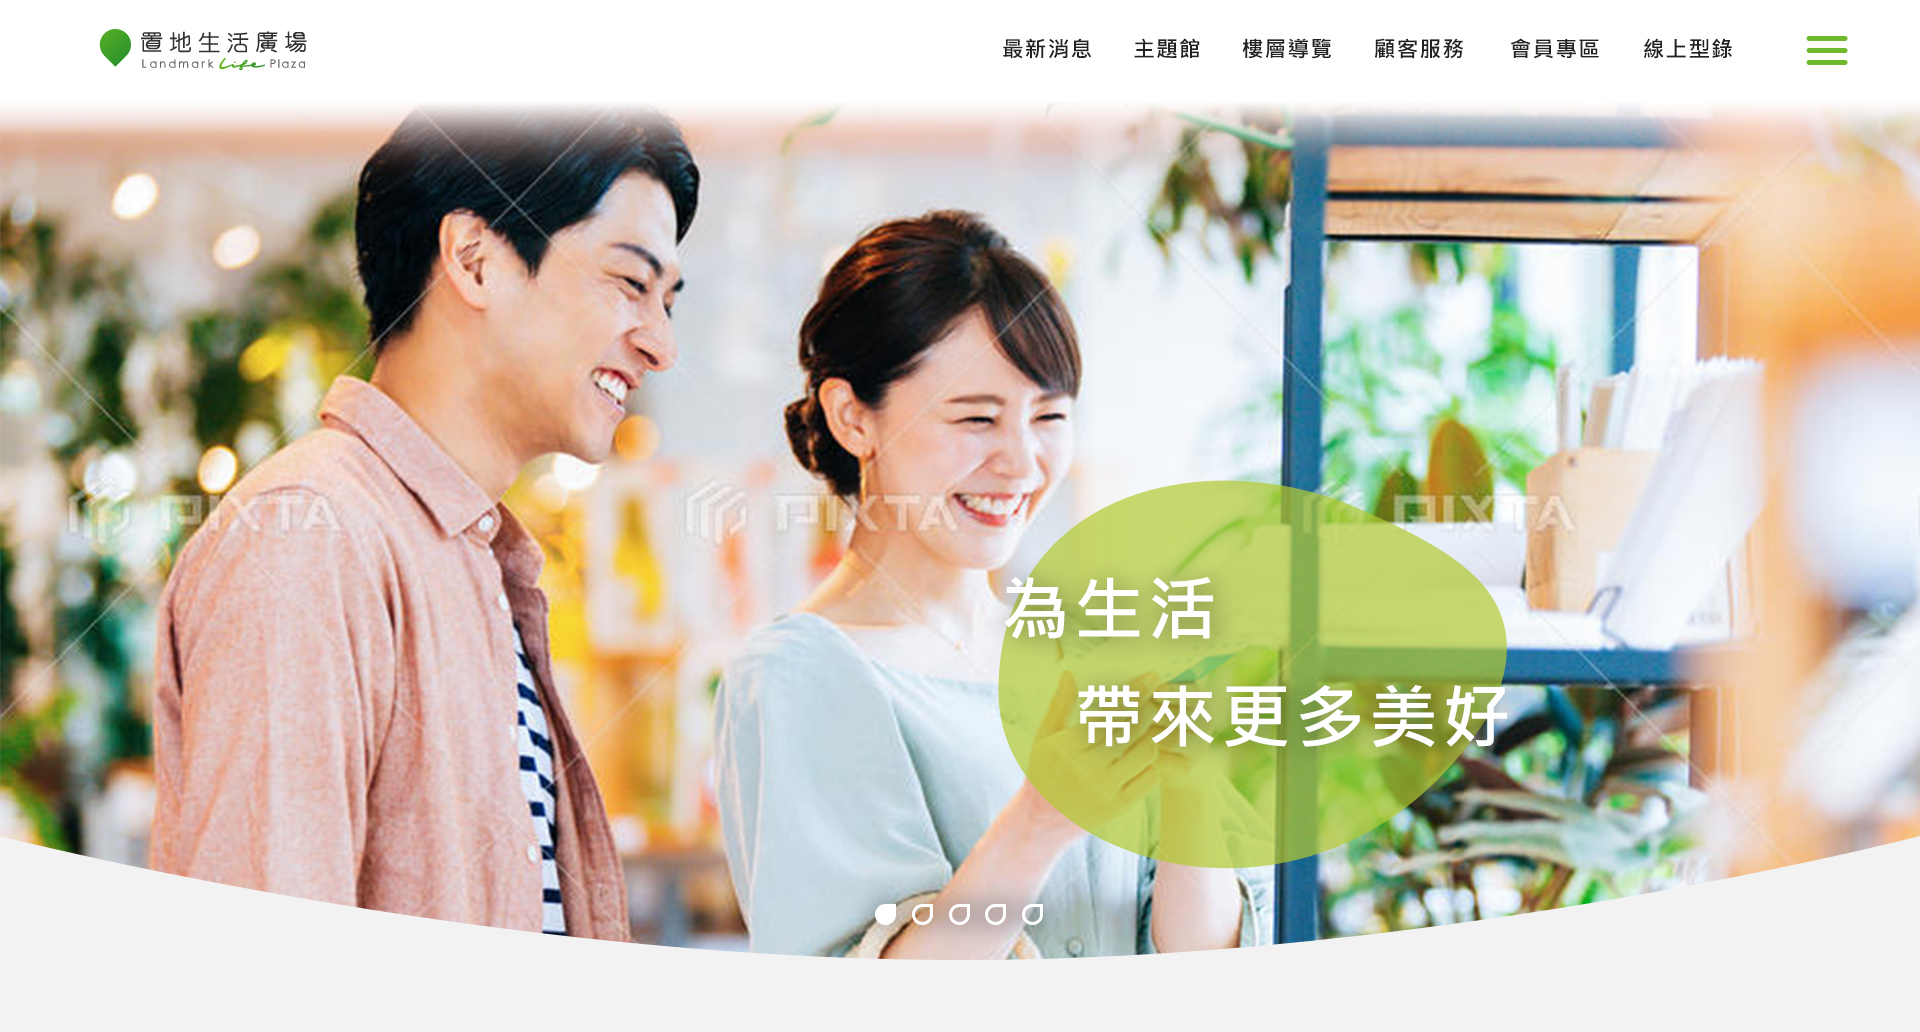 置地生活廣場
Landmark Life Plaza
最新消息 主題館 樓層導覽 顧客服務 會員專區 線上型錄
PIXTA PIXTA PIXTA
為生活
帶來更多美好